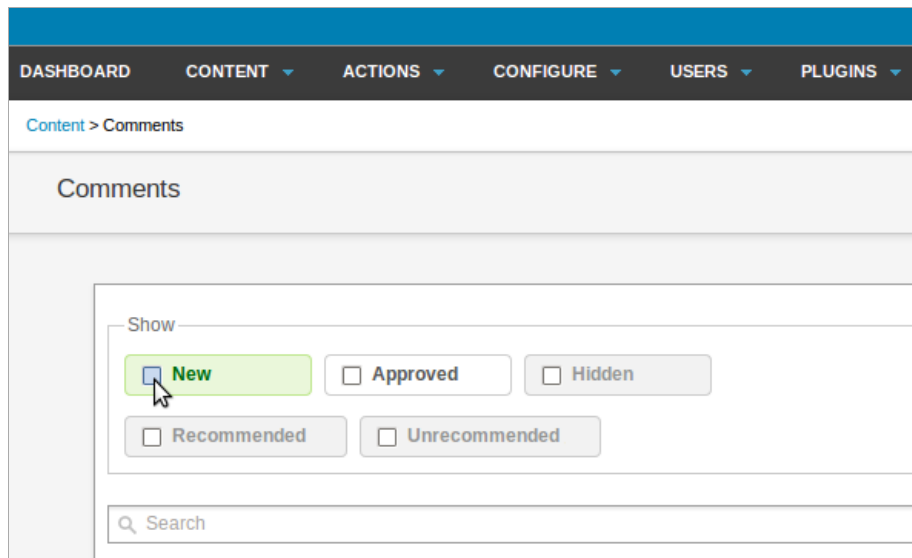 DASHBOARD CONTENT ACTIONS CONFIGURE USERS PLUGINS
Content > Comments
Comments
Show
New Approved Hidden
Recommended Unrecommended
Search